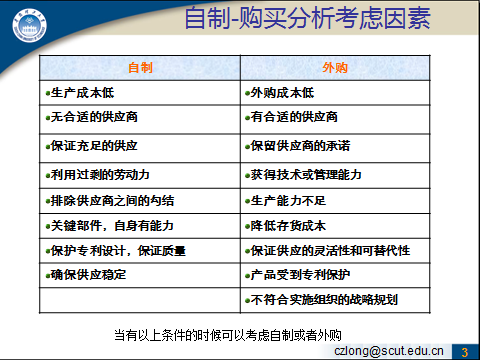 自制-购买分析考虑因素
自制 外购
生产成本低 外购成本低
无合适的供应商 有合适的供应商
保证充足的供应 保留供应商的承诺
利用过剩的劳动力 获得技术或管理能力
排除供应商之间的勾结 生产能力不足
关键部件，自身有能力 降低存货成本
保护专利设计，保证质量 保证供应的灵活性和可替代性
确保供应稳定 产品受到专利保护
不符合实施组织的战略规划
当有以上条件的时候可以考虑自制或者外购
czlong@scut.edu.cn 3